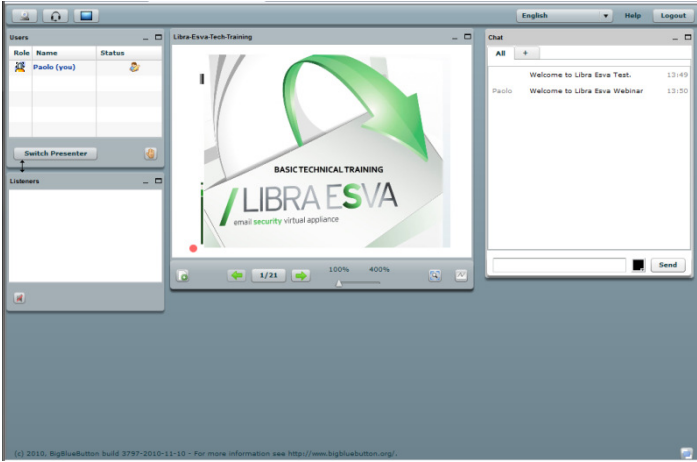 English
Help
Logout
Users
Role Name Status
Paolo (you)
Switch Presenter
Listeners
Libra-Esva-Tech-Training
BASIC TECHNICAL TRAINING
LIBRA ESVA
email security virtual appliance
1/21
100% 400%
Chat
All +
Welcome to Libra Esva Test. 13:49
Paolo Welcome to Libra Esva Webinar 13:50
Send
(c) 2010, BigBlueButton build 3797-2010-11-10 - For more information see http://www.bigbluebutton.org/.